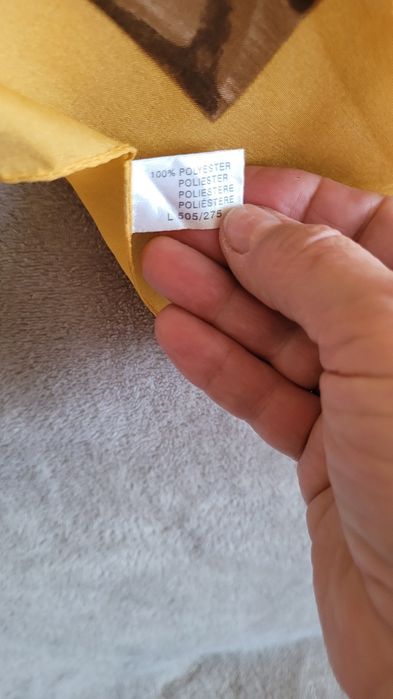 100% POLYESTER
POLIESTER
POLIESTERE
POLIÉSTERE
L 505/275